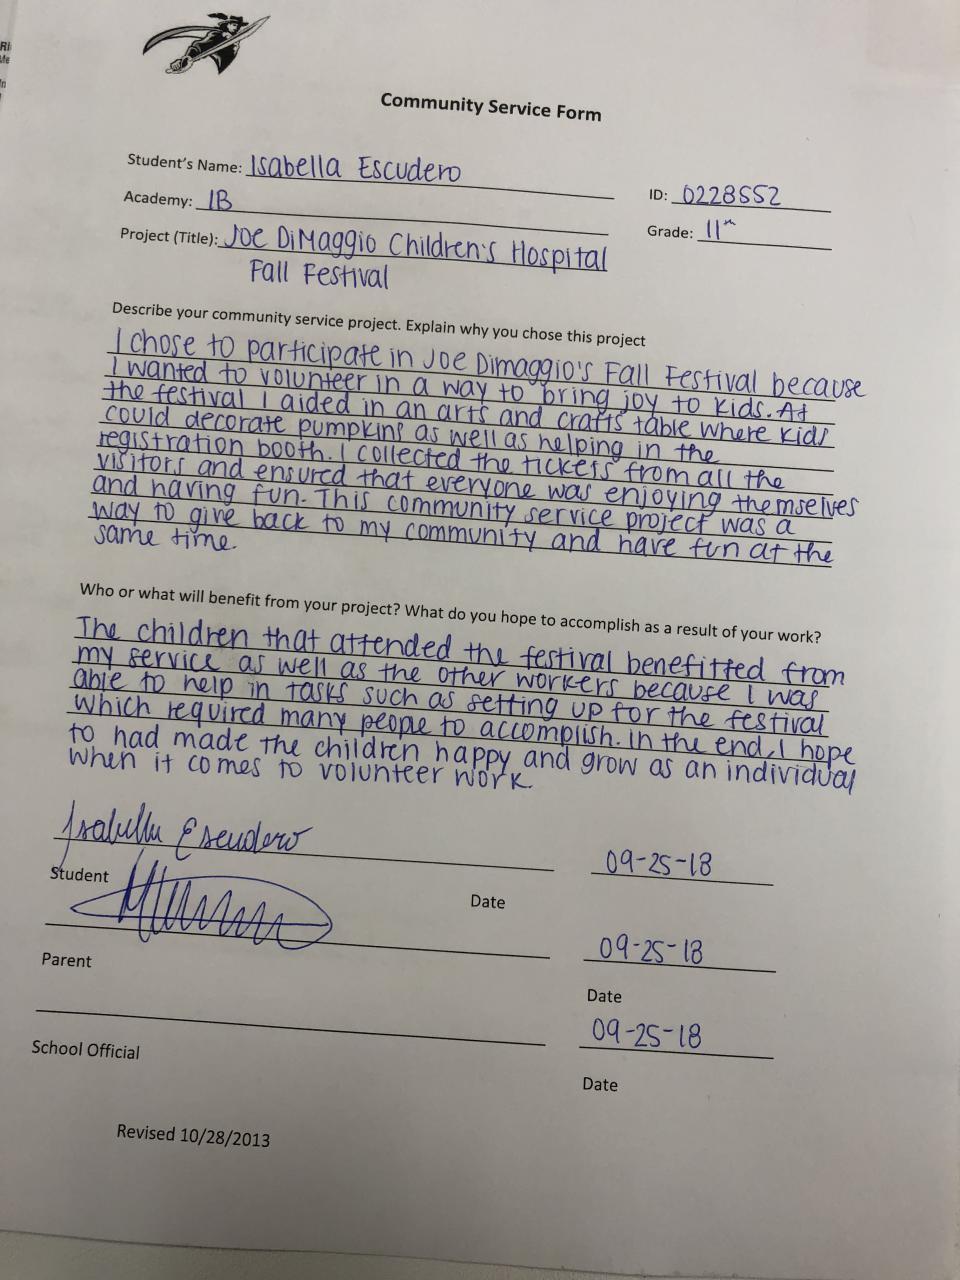 Community Service Form
Student's Name: Isabella Escudero
ID: 0228552
Academy: IB
Grade: 11th
Project (Title): Joe DiMaggio Children's Hospital
Fall Festival
Describe your community service project. Explain why you chose this project
I chose to participate in Joe Dimaggio's Fall Festival because
I wanted to volunteer in a way to bring joy to kids. At
the festival I aided in an arts and crafts table where kids
could decorate pumpkins as well as helping in the
registration booth. I collected the tickets from all the
visitors and ensured that everyone was enjoying themselves
and having fun. This community service project was a
way to give back to my community and have fun at the
same time.
Who or what will benefit from your project? What do you hope to accomplish as a result of your work?
The children that attended the festival benefitted from
my service as well as the other workers because I was
able to help in tasks such as setting up for the festival
which required many people to accomplish. In the end, I hope
to had made the children happy and grow as an individual
when it comes to volunteer work.
Isabella Escudero
09-25-18
Student
Date
09-25-18
Parent
Date
09-25-18
School Official
Date
Revised 10/28/2013